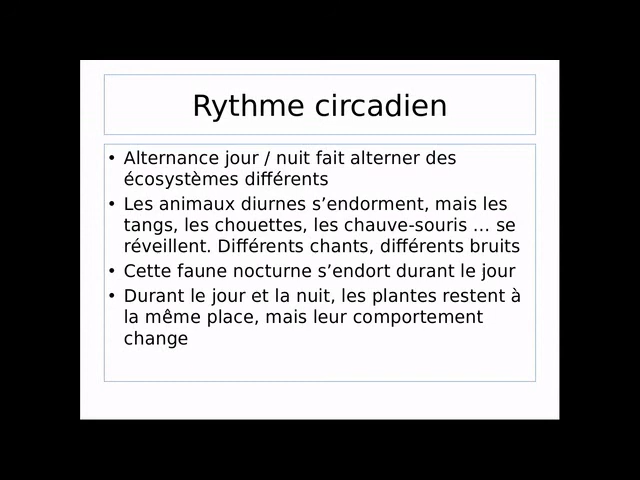 Rythme circadien
• Alternance jour / nuit fait alterner des
écosystèmes différents
• Les animaux diurnes s’endorment, mais les
tangs, les chouettes, les chauve-souris ... se
réveillent. Différents chants, différents bruits
• Cette faune nocturne s’endort durant le jour
• Durant le jour et la nuit, les plantes restent à
la même place, mais leur comportement
change